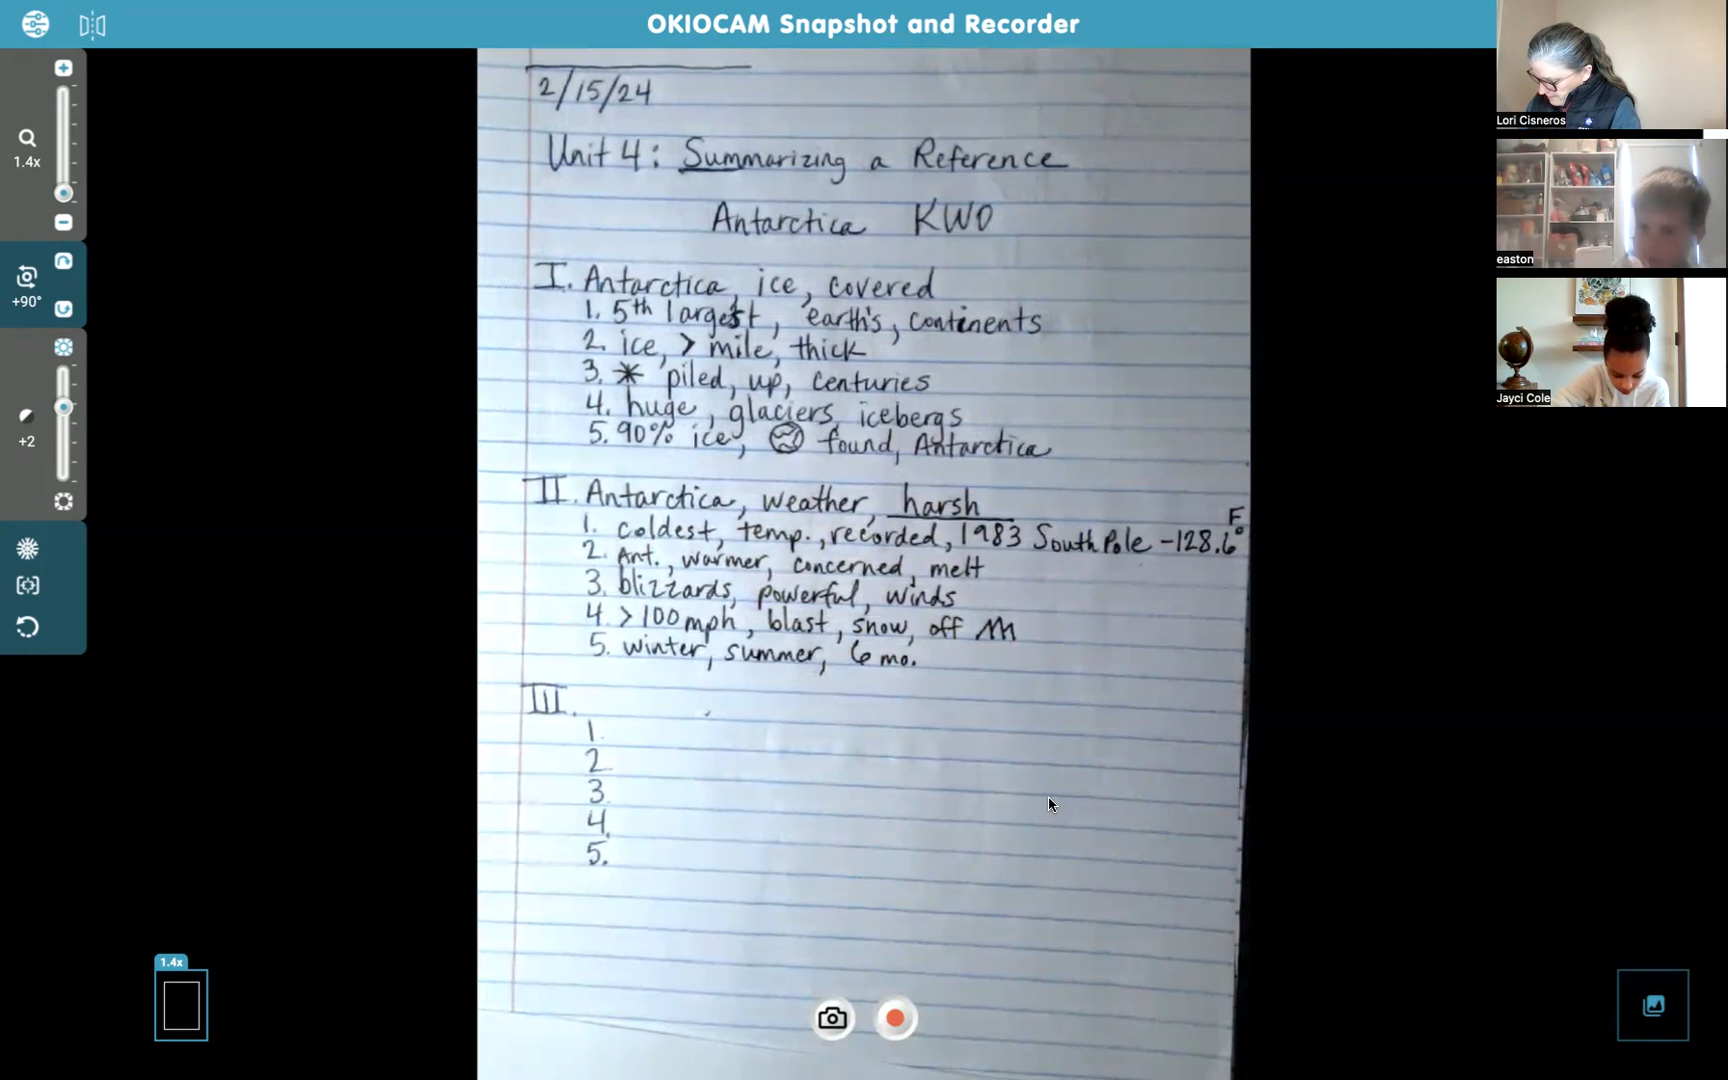 OKIOCAM Snapshot and Recorder
1.4x
+90°
+2
1.4x
Lori Cisneros
easton
Jayci Cole
2/15/24
Unit 4: Summarizing a Reference
Antarctica KWO
I. Antarctica, ice, covered
1. 5th largest, earth's, continents
2. ice, > mile, thick
3. * piled, up, centuries
4. huge, glaciers, icebergs
5. 90% ice, found, Antarctica
II. Antarctica, weather, harsh
1. coldest, temp., recorded, 1983 South Pole -128.6° F
2. Ant., warmer, concerned, melt
3. blizzards, powerful, winds
4. >100mph, blast, snow, off
5. winter, summer, 6 mo.
III.
1.
2.
3.
4.
5.